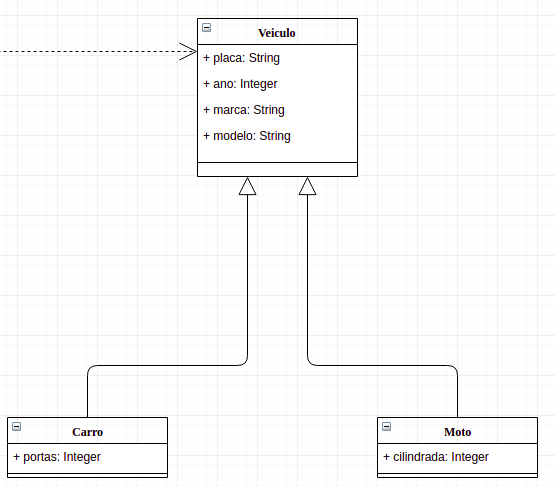 Veiculo
+ placa: String
+ ano: Integer
+ marca: String
+ modelo: String
Carro
+ portas: Integer
Moto
+ cilindrada: Integer